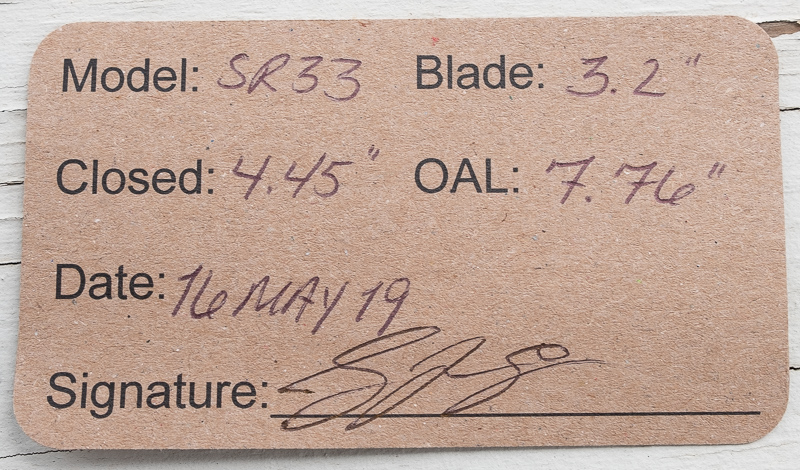 Model: SR33 Blade: 3.2"
Closed: 4.45" OAL: 7.76"
Date: 16 MAY 19
Signature: